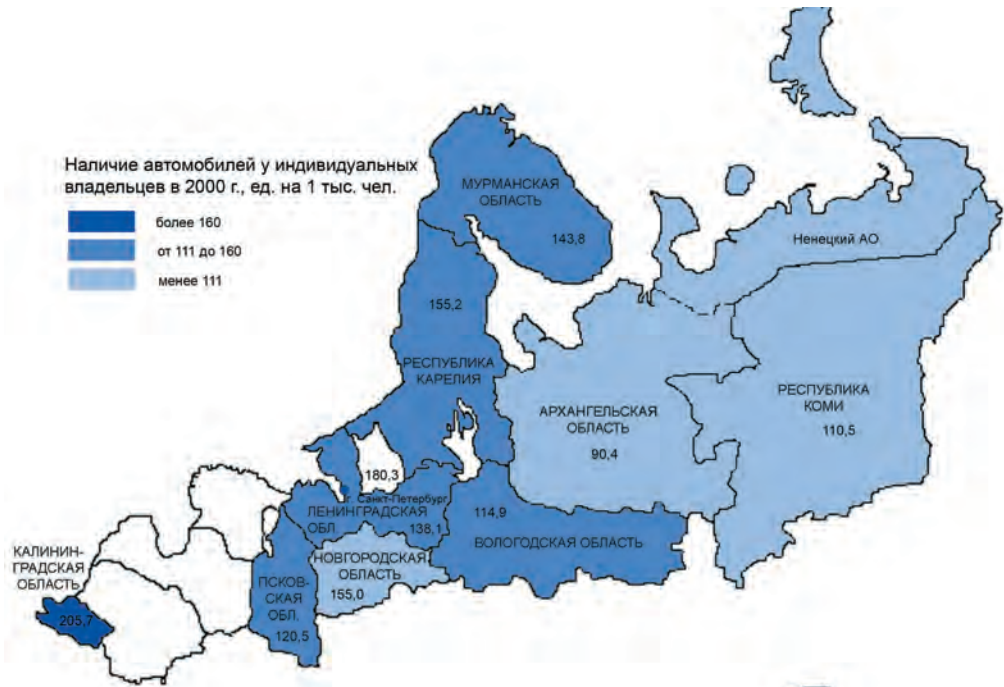 Наличие автомобилей у индивидуальных
владельцев в 2000 г., ед. на 1 тыс. чел.
более 160
от 111 до 160
менее 111
МУРМАНСКАЯ
ОБЛАСТЬ
143,8
Ненецкий АО
155,2
РЕСПУБЛИКА
КАРЕЛИЯ
РЕСПУБЛИКА
КОМИ
110,5
АРХАНГЕЛЬСКАЯ
ОБЛАСТЬ
90,4
180,3
г. Санкт-Петербург
ЛЕНИНГРАДСКАЯ
ОБЛ.
138,1
114,9
ВОЛОГОДСКАЯ ОБЛАСТЬ
НОВГОРОДСКАЯ
ОБЛАСТЬ
155,0
КАЛИНИН-
ГРАДСКАЯ
ОБЛАСТЬ
205,7
ПСКОВ-
СКАЯ
ОБЛ.
120,5